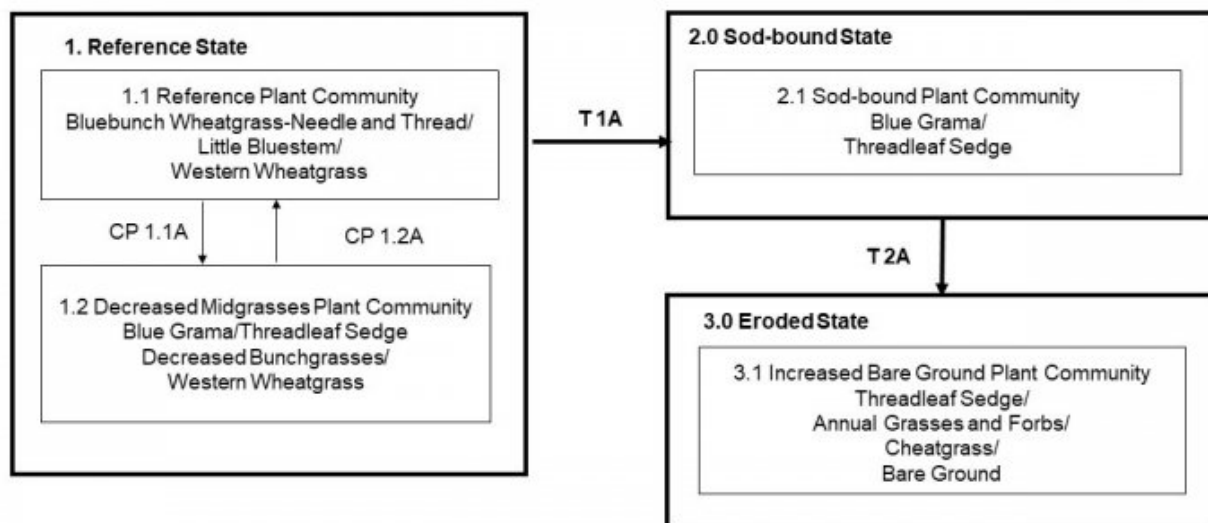 1. Reference State
1.1 Reference Plant Community
Bluebunch Wheatgrass-Needle and Thread/
Little Bluestem/
Western Wheatgrass
CP 1.1A
CP 1.2A
1.2 Decreased Midgrasses Plant Community
Blue Grama/Threadleaf Sedge
Decreased Bunchgrasses/
Western Wheatgrass
T 1A
2.0 Sod-bound State
2.1 Sod-bound Plant Community
Blue Grama/
Threadleaf Sedge
T 2A
3.0 Eroded State
3.1 Increased Bare Ground Plant Community
Threadleaf Sedge/
Annual Grasses and Forbs/
Cheatgrass/
Bare Ground